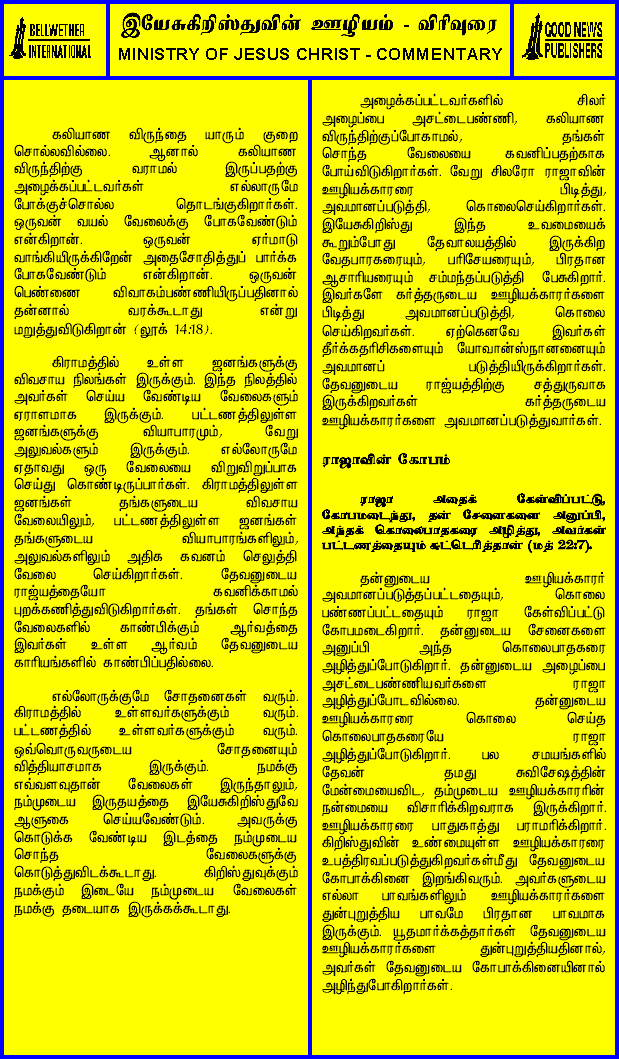 BELLWETHER
INTERNATIONAL
இயேசுகிறிஸ்துவின் ஊழியம் - விரிவுரை
MINISTRY OF JESUS CHRIST - COMMENTARY
GOOD NEWS
PUBLISHERS
கலியாண விருந்தை யாரும் குறை
சொல்லவில்லை. ஆனால் கலியாண
விருந்திற்கு வராமல் இருப்பதற்கு
அழைக்கப்பட்டவர்கள் எல்லாருமே
போக்குச்சொல்ல தொடங்குகிறார்கள்.
ஒருவன் வயல் வேலைக்கு போகவேண்டும்
என்கிறான். ஒருவன் ஏர்மாடு
வாங்கியிருக்கிறேன் அதைசோதித்துப் பார்க்க
போகவேண்டும் என்கிறான். ஒருவன்
பெண்ணை விவாகம்பண்ணியிருப்பதினால்
தன்னால் வரக்கூடாது என்று
மறுத்துவிடுகிறான் (லூக் 14:18).
கிராமத்தில் உள்ள ஜனங்களுக்கு
விவசாய நிலங்கள் இருக்கும். இந்த நிலத்தில்
அவர்கள் செய்ய வேண்டிய வேலைகளும்
ஏராளமாக இருக்கும். பட்டணத்திலுள்ள
ஜனங்களுக்கு வியாபாரமும், வேறு
அலுவல்களும் இருக்கும். எல்லோருமே
ஏதாவது ஒரு வேலையை விறுவிறுப்பாக
செய்து கொண்டிருப்பார்கள். கிராமத்திலுள்ள
ஜனங்கள் தங்களுடைய விவசாய
வேலையிலும், பட்டணத்திலுள்ள ஜனங்கள்
தங்களுடைய வியாபாரங்களிலும்,
அலுவல்களிலும் அதிக கவனம் செலுத்தி
வேலை செய்கிறார்கள். தேவனுடைய
ராஜ்யத்தையோ கவனிக்காமல்
புறக்கணித்துவிடுகிறார்கள். தங்கள் சொந்த
வேலைகளில் காண்பிக்கும் ஆர்வத்தை
இவர்கள் உள்ள ஆர்வம் தேவனுடைய
காரியங்களில் காண்பிப்பதில்லை.
எல்லோருக்குமே சோதனைகள் வரும்.
கிராமத்தில் உள்ளவர்களுக்கும் வரும்.
பட்டணத்தில் உள்ளவர்களுக்கும் வரும்.
ஒவ்வொருவருடைய சோதனையும்
வித்தியாசமாக இருக்கும். நமக்கு
எவ்வளவுதான் வேலைகள் இருந்தாலும்,
நம்முடைய இருதயத்தை இயேசுகிறிஸ்துவே
ஆளுகை செய்யவேண்டும். அவருக்கு
கொடுக்க வேண்டிய இடத்தை நம்முடைய
சொந்த வேலைகளுக்கு
கொடுத்துவிடக்கூடாது. கிறிஸ்துவுக்கும்
நமக்கும் இடையே நம்முடைய வேலைகள்
நமக்கு தடையாக இருக்கக்கூடாது.
அழைக்கப்பட்டவர்களில் சிலர்
அழைப்பை அசட்டைபண்ணி, கலியாண
விருந்திற்குப்போகாமல், தங்கள்
சொந்த வேலையை கவனிப்பதற்காக
போய்விடுகிறார்கள். வேறு சிலரோ ராஜாவின்
ஊழியக்காரரை பிடித்து,
அவமானப்படுத்தி, கொலைசெய்கிறார்கள்.
இயேசுகிறிஸ்து இந்த உவமையைக்
கூறும்போது தேவாலயத்தில் இருக்கிற
வேதபாரகரையும், பரிசேயரையும், பிரதான
ஆசாரியரையும் சம்மந்தப்படுத்தி பேசுகிறார்.
இவர்களே கர்த்தருடைய ஊழியக்காரர்களை
பிடித்து அவமானப்படுத்தி, கொலை
செய்கிறவர்கள். ஏற்கெனவே இவர்கள்
தீர்க்கதரிசிகளையும் யோவான்ஸ்நானனையும்
அவமானப் படுத்தியிருக்கிறார்கள்.
தேவனுடைய ராஜ்யத்திற்கு சத்துருவாக
இருக்கிறவர்கள் கர்த்தருடைய
ஊழியக்காரர்களை அவமானப்படுத்துவார்கள்.
ராஜாவின் கோபம்
ராஜா அதைக் கேள்விப்பட்டு,
கோபமடைந்து, தன் சேனைகளை அனுப்பி,
அந்தக் கொலைபாதகரை அழித்து, அவர்கள்
பட்டணத்தையும் சுட்டெரித்தான் (மத் 22:7).
தன்னுடைய ஊழியக்காரர்
அவமானப்படுத்தப்பட்டதையும், கொலை
பண்ணப்பட்டதையும் ராஜா கேள்விப்பட்டு
கோபமடைகிறார். தன்னுடைய சேனைகளை
அனுப்பி அந்த கொலைபாதகரை
அழித்துப்போடுகிறார். தன்னுடைய அழைப்பை
அசட்டைபண்ணியவர்களை ராஜா
அழித்துப்போடவில்லை. தன்னுடைய
ஊழியக்காரரை கொலை செய்த
கொலைபாதகரையே ராஜா
அழித்துப்போடுகிறார். பல சமயங்களில்
தேவன் தமது சுவிசேஷத்தின்
மேன்மையைவிட, தம்முடைய ஊழியக்காரரின்
நன்மையை விசாரிக்கிறவராக இருக்கிறார்.
ஊழியக்காரரை பாதுகாத்து பராமரிக்கிறார்.
கிறிஸ்துவின் உண்மையுள்ள ஊழியக்காரரை
உபத்திரவப்படுத்துகிறவர்கள்மீது தேவனுடைய
கோபாக்கினை இறங்கிவரும். அவர்களுடைய
எல்லா பாவங்களிலும் ஊழியக்காரர்களை
துன்புறுத்திய பாவமே பிரதான பாவமாக
இருக்கும். யூதமார்க்கத்தார்கள் தேவனுடைய
ஊழியக்காரர்களை துன்புறுத்தியதினால்,
அவர்கள் தேவனுடைய கோபாக்கினையினால்
அழிந்துபோகிறார்கள்.